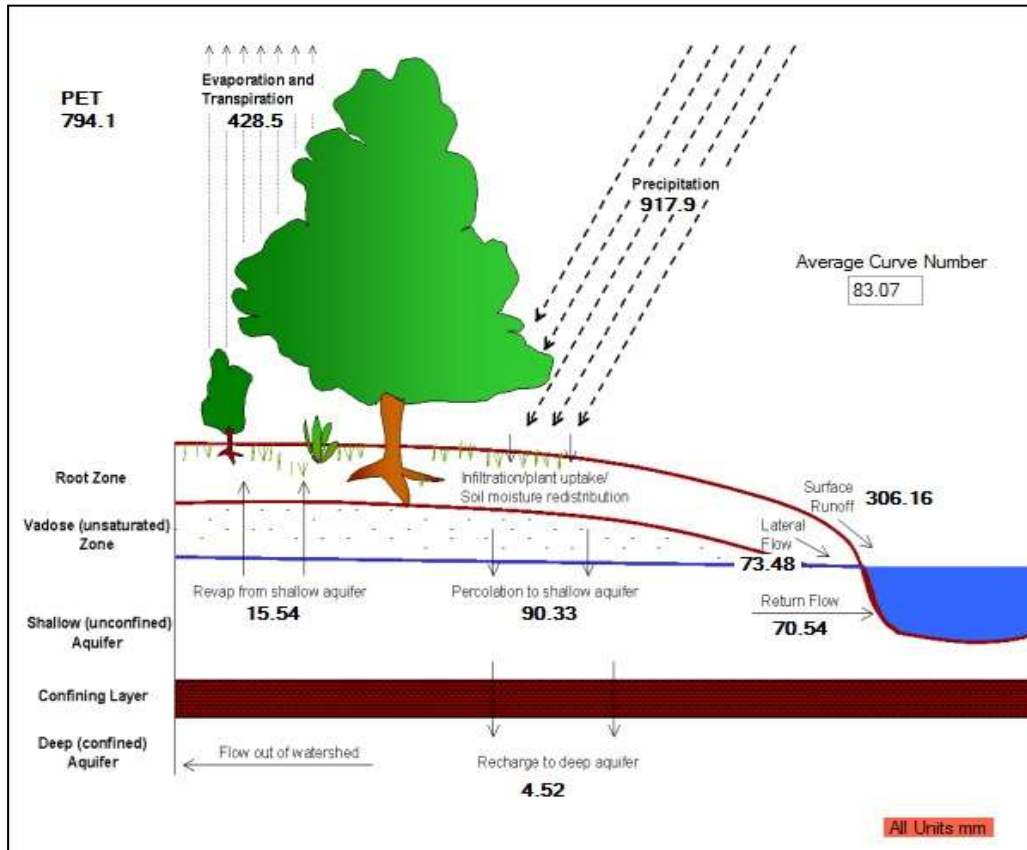 Evaporation and
Transpiration
428.5
PET
794.1
Precipitation
917.9
Average Curve Number
83.07
Root Zone
Infiltration/plant uptake/
Soil moisture redistribution
Surface
Runoff
306.16
Vadose (unsaturated)
Zone
Lateral
Flow
73.48
Revap from shallow aquifer
15.54
Percolation to shallow aquifer
90.33
Return Flow
70.54
Shallow (unconfined)
Aquifer
Confining Layer
Deep (confined)
Aquifer
Flow out of watershed
Recharge to deep aquifer
4.52
All Units mm